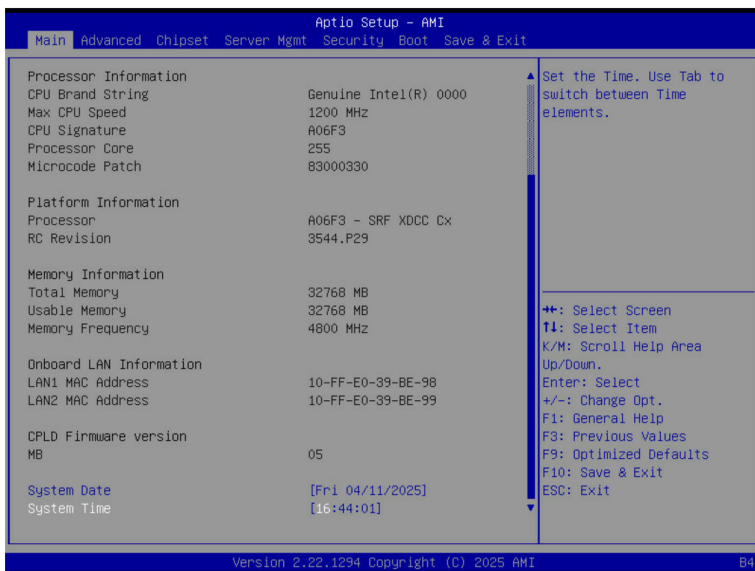 Aptio Setup - AMI
Main Advanced Chipset Server Mgmt Security Boot Save & Exit
Processor Information
CPU Brand String Genuine Intel(R) 0000
Max CPU Speed 1200 MHz
CPU Signature A06F3
Processor Core 255
Microcode Patch 83000330
Platform Information
Processor A06F3 - SRF XDCC Cx
RC Revision 3544.P29
Memory Information
Total Memory 32768 MB
Usable Memory 32768 MB
Memory Frequency 4800 MHz
Onboard LAN Information
LAN1 MAC Address 10-FF-E0-39-BE-98
LAN2 MAC Address 10-FF-E0-39-BE-99
CPLD Firmware version
MB 05
System Date [Fri 04/11/2025]
System Time [16:44:01]
Set the Time. Use Tab to
switch between Time
elements.
→←: Select Screen
↑↓: Select Item
K/M: Scroll Help Area
Up/Down.
Enter: Select
+/-: Change Opt.
F1: General Help
F3: Previous Values
F9: Optimized Defaults
F10: Save & Exit
ESC: Exit
Version 2.22.1294 Copyright (C) 2025 AMI